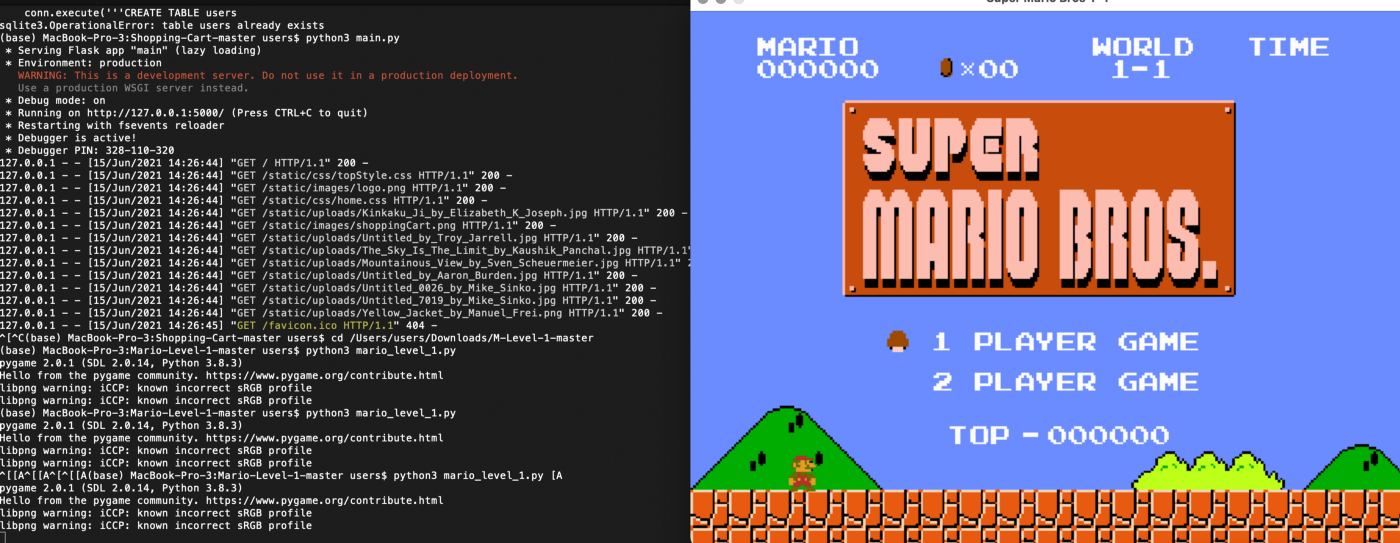 conn.execute('''CREATE TABLE users
sqlite3.OperationalError: table users already exists
(base) MacBook-Pro-3:Shopping-Cart-master users$ python3 main.py
* Serving Flask app "main" (lazy loading)
* Environment: production
WARNING: This is a development server. Do not use it in a production deployment.
Use a production WSGI server instead.
* Debug mode: on
* Running on http://127.0.0.1:5000/ (Press CTRL+C to quit)
* Restarting with fsevents reloader
* Debugger is active!
* Debugger PIN: 328-110-320
127.0.0.1 - - [15/Jun/2021 14:26:44] "GET / HTTP/1.1" 200 -
127.0.0.1 - - [15/Jun/2021 14:26:44] "GET /static/css/topStyle.css HTTP/1.1" 200 -
127.0.0.1 - - [15/Jun/2021 14:26:44] "GET /static/images/logo.png HTTP/1.1" 200 -
127.0.0.1 - - [15/Jun/2021 14:26:44] "GET /static/css/home.css HTTP/1.1" 200 -
127.0.0.1 - - [15/Jun/2021 14:26:44] "GET /static/uploads/Kinkaku_Ji_by_Elizabeth_K_Joseph.jpg HTTP/1.1" 200 -
127.0.0.1 - - [15/Jun/2021 14:26:44] "GET /static/images/shoppingCart.png HTTP/1.1" 200 -
127.0.0.1 - - [15/Jun/2021 14:26:44] "GET /static/uploads/Untitled_by_Troy_Jarrell.jpg HTTP/1.1" 200 -
127.0.0.1 - - [15/Jun/2021 14:26:44] "GET /static/uploads/The_Sky_Is_The_Limit_by_Kaushik_Panchal.jpg HTTP/1.1"
127.0.0.1 - - [15/Jun/2021 14:26:44] "GET /static/uploads/Mountainous_View_by_Sven_Scheuermeier.jpg HTTP/1.1" 2
127.0.0.1 - - [15/Jun/2021 14:26:44] "GET /static/uploads/Untitled_by_Aaron_Burden.jpg HTTP/1.1" 200 -
127.0.0.1 - - [15/Jun/2021 14:26:44] "GET /static/uploads/Untitled_0026_by_Mike_Sinko.jpg HTTP/1.1" 200 -
127.0.0.1 - - [15/Jun/2021 14:26:44] "GET /static/uploads/Untitled_7019_by_Mike_Sinko.jpg HTTP/1.1" 200 -
127.0.0.1 - - [15/Jun/2021 14:26:44] "GET /static/uploads/Yellow_Jacket_by_Manuel_Frei.png HTTP/1.1" 200 -
127.0.0.1 - - [15/Jun/2021 14:26:45] "GET /favicon.ico HTTP/1.1" 404 -
^[^C(base) MacBook-Pro-3:Shopping-Cart-master users$ cd /Users/users/Downloads/M-Level-1-master
(base) MacBook-Pro-3:Mario-Level-1-master users$ python3 mario_level_1.py
pygame 2.0.1 (SDL 2.0.14, Python 3.8.3)
Hello from the pygame community. https://www.pygame.org/contribute.html
libpng warning: iCCP: known incorrect sRGB profile
libpng warning: iCCP: known incorrect sRGB profile
(base) MacBook-Pro-3:Mario-Level-1-master users$ python3 mario_level_1.py
pygame 2.0.1 (SDL 2.0.14, Python 3.8.3)
Hello from the pygame community. https://www.pygame.org/contribute.html
libpng warning: iCCP: known incorrect sRGB profile
libpng warning: iCCP: known incorrect sRGB profile
^[[A^[[A^[^[[A(base) MacBook-Pro-3:Mario-Level-1-master users$ python3 mario_level_1.py [A
pygame 2.0.1 (SDL 2.0.14, Python 3.8.3)
Hello from the pygame community. https://www.pygame.org/contribute.html
libpng warning: iCCP: known incorrect sRGB profile
libpng warning: iCCP: known incorrect sRGB profile
MARIO WORLD TIME
000000 ×00 1-1
SUPER
MARIO BROS.
1 PLAYER GAME
2 PLAYER GAME
TOP - 000000